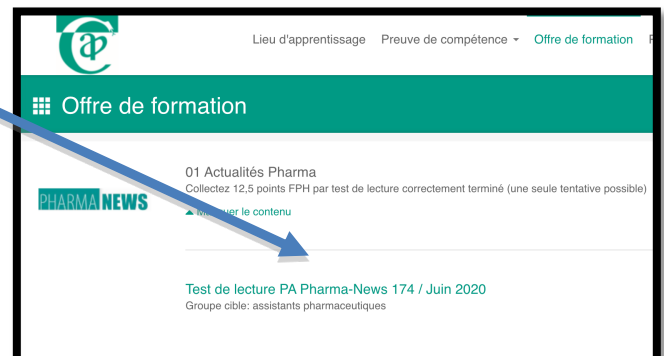 Lieu d'apprentissage Preuve de compétence Offre de formation
Offre de formation
01 Actualités Pharma
Collectez 12,5 points FPH par test de lecture correctement terminé (une seule tentative possible)
PHARMA NEWS
le contenu
Test de lecture PA Pharma-News 174 / Juin 2020
Groupe cible: assistants pharmaceutiques